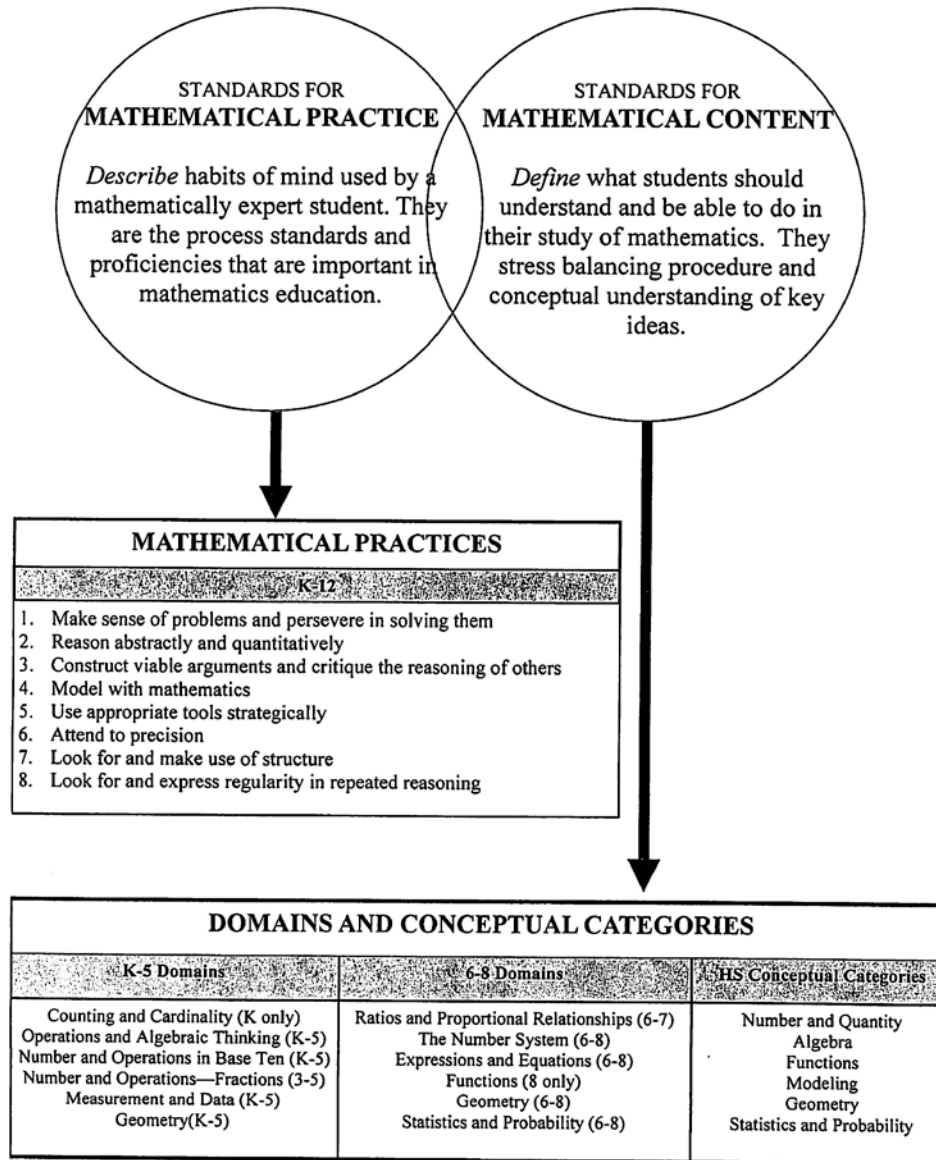 STANDARDS FOR
MATHEMATICAL PRACTICE
Describe habits of mind used by a
mathematically expert student. They
are the process standards and
proficiencies that are important in
mathematics education.
STANDARDS FOR
MATHEMATICAL CONTENT
Define what students should
understand and be able to do in
their study of mathematics. They
stress balancing procedure and
conceptual understanding of key
ideas.
MATHEMATICAL PRACTICES
K-12
1. Make sense of problems and persevere in solving them
2. Reason abstractly and quantitatively
3. Construct viable arguments and critique the reasoning of others
4. Model with mathematics
5. Use appropriate tools strategically
6. Attend to precision
7. Look for and make use of structure
8. Look for and express regularity in repeated reasoning
DOMAINS AND CONCEPTUAL CATEGORIES
K-5 Domains
Counting and Cardinality (K only)
Operations and Algebraic Thinking (K-5)
Number and Operations in Base Ten (K-5)
Number and Operations—Fractions (3-5)
Measurement and Data (K-5)
Geometry(K-5)
6-8 Domains
Ratios and Proportional Relationships (6-7)
The Number System (6-8)
Expressions and Equations (6-8)
Functions (8 only)
Geometry (6-8)
Statistics and Probability (6-8)
HS Conceptual Categories
Number and Quantity
Algebra
Functions
Modeling
Geometry
Statistics and Probability